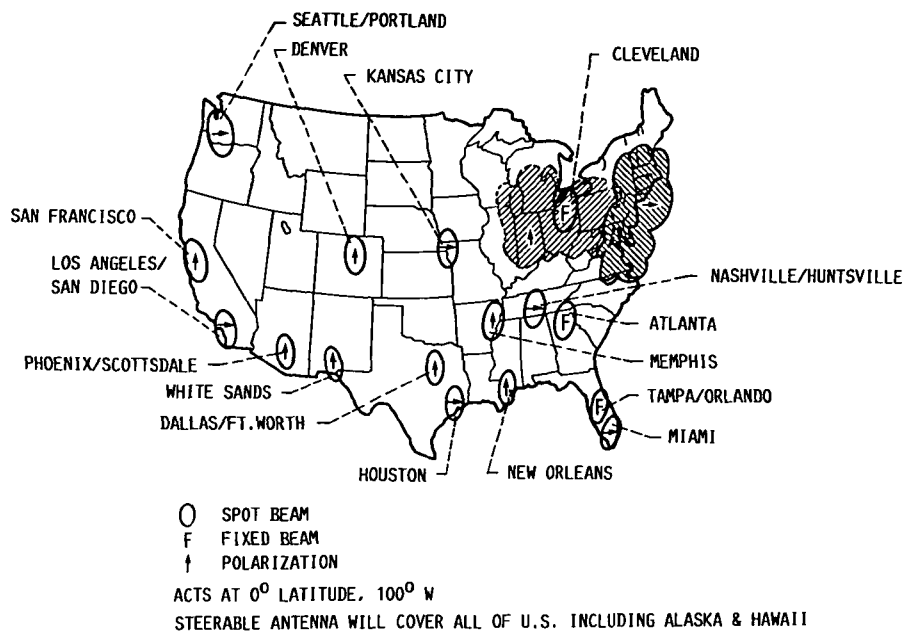 SEATTLE/PORTLAND
DENVER
CLEVELAND
KANSAS CITY
SAN FRANCISCO
LOS ANGELES/
SAN DIEGO
NASHVILLE/HUNTSVILLE
F
F
ATLANTA
PHOENIX/SCOTTSDALE
MEMPHIS
WHITE SANDS
F
TAMPA/ORLANDO
DALLAS/FT.WORTH
MIAMI
HOUSTON
NEW ORLEANS
SPOT BEAM
F FIXED BEAM
POLARIZATION
ACTS AT 0° LATITUDE, 100° W
STEERABLE ANTENNA WILL COVER ALL OF U.S. INCLUDING ALASKA & HAWAII